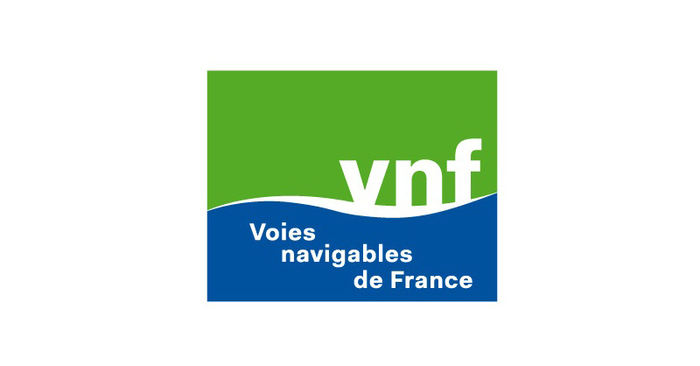 vnf
Voies
navigables
de France